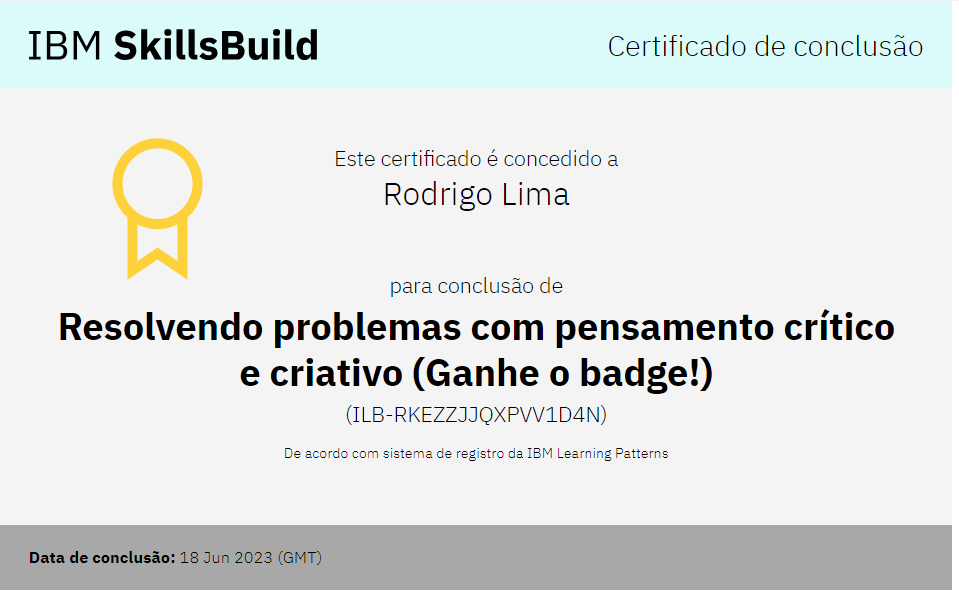 IBM SkillsBuild
Certificado de conclusão
Este certificado é concedido a
Rodrigo Lima
para conclusão de
Resolvendo problemas com pensamento crítico
e criativo (Ganhe o badge!)
(ILB-RKEZZJJQXPVV1D4N)
De acordo com sistema de registro da IBM Learning Patterns
Data de conclusão: 18 Jun 2023 (GMT)